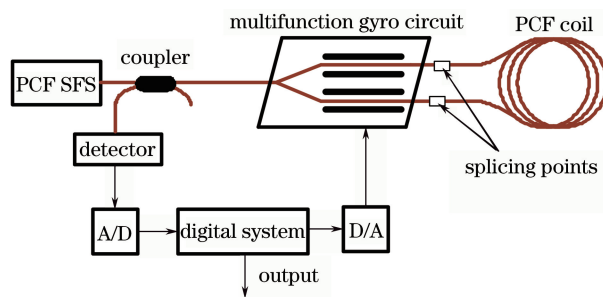 multifunction gyro circuit
PCF coil
coupler
PCF SFS
detector
splicing
points
A/D
digital system
D/A
output